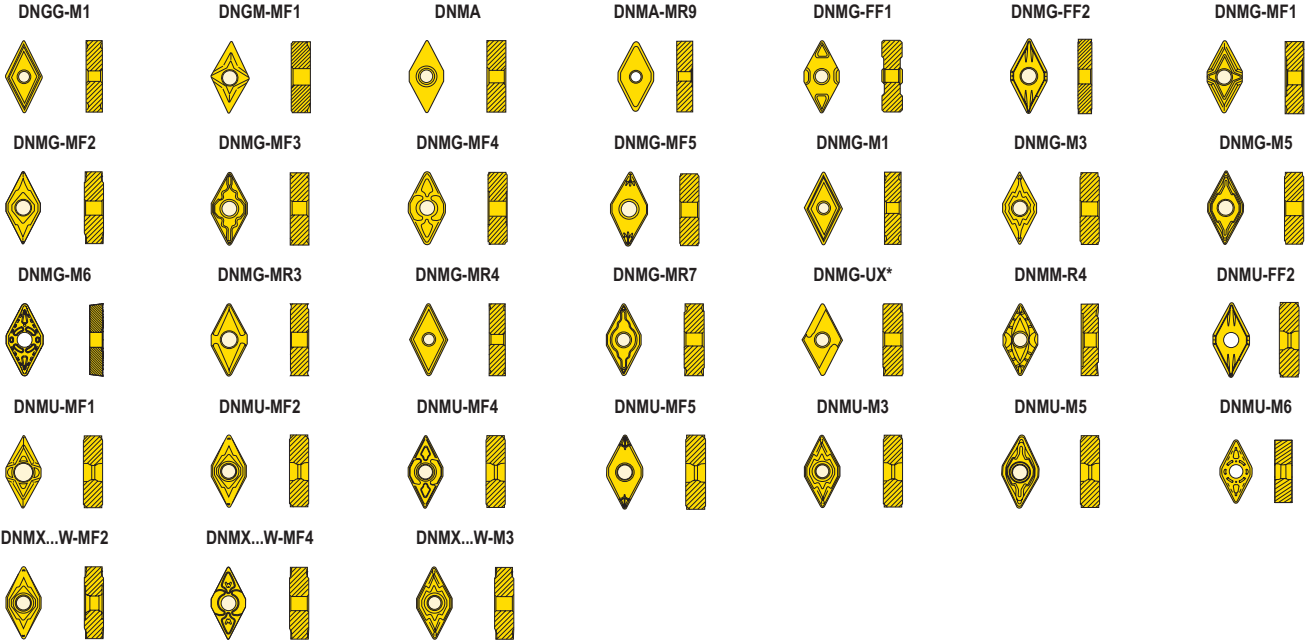 DNGG-M1 DNGM-MF1 DNMA DNMA-MR9 DNMG-FF1 DNMG-FF2 DNMG-MF1
DNMG-MF2 DNMG-MF3 DNMG-MF4 DNMG-MF5 DNMG-M1 DNMG-M3 DNMG-M5
DNMG-M6 DNMG-MR3 DNMG-MR4 DNMG-MR7 DNMG-UX* DNMM-R4 DNMU-FF2
DNMU-MF1 DNMU-MF2 DNMU-MF4 DNMU-MF5 DNMU-M3 DNMU-M5 DNMU-M6
DNMX...W-MF2 DNMX...W-MF4 DNMX...W-M3